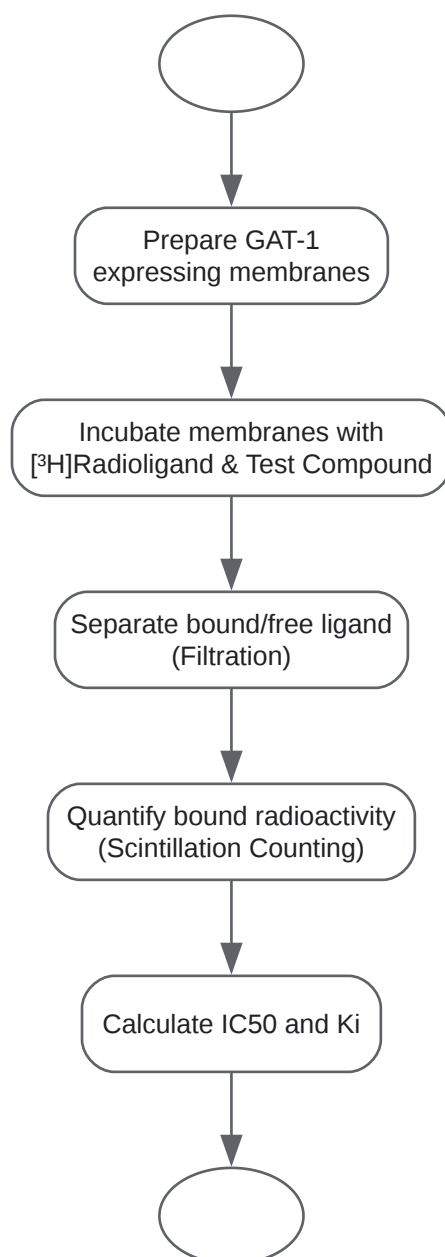 Prepare GAT-1
expressing membranes
Incubate membranes with
[³H]Radioligand & Test Compound
Separate bound/free ligand
(Filtration)
Quantify bound radioactivity
(Scintillation Counting)
Calculate IC50 and Ki